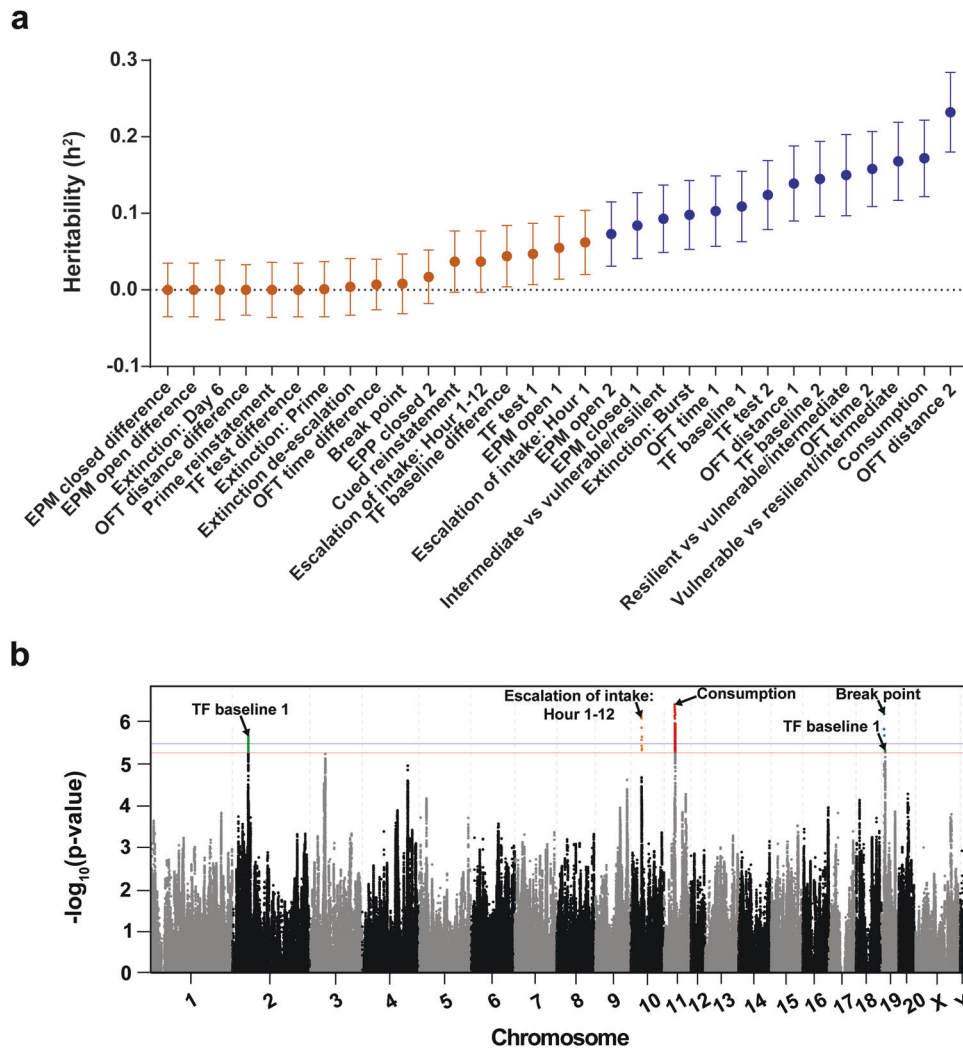 a
0.3
0.2
0.1
0.0
-0.1
Heritability (h²)
EPM closed difference
EPM open difference
Extinction: Day 6
OFT distance difference
Prime reinstatement
TF test difference
Extinction: Prime
Extinction de-escalation
OFT time difference
Break point
EPP closed 2
Cued reinstatement
Escalation of intake: Hour 1-12
TF baseline difference
TF test 1
EPM open 1
Escalation of intake: Hour 1
EPM open 2
EPM closed 1
Intermediate vs vulnerable/resilient
Extinction: Burst
OFT time 1
TF baseline 1
TF test 2
OFT distance 1
TF baseline 2
Resilient vs vulnerable/intermediate
OFT time 2
Vulnerable vs resilient/intermediate
Consumption
OFT distance 2
b
TF baseline 1
Escalation of intake:
Hour 1-12
Consumption
Break point
TF baseline 1
6
5
4
3
2
1
0
-log₁₀(p-value)
1 2 3 4 5 6 7 8 9 10 11 12 13 14 15 16 17 18 19 20 X
Chromosome